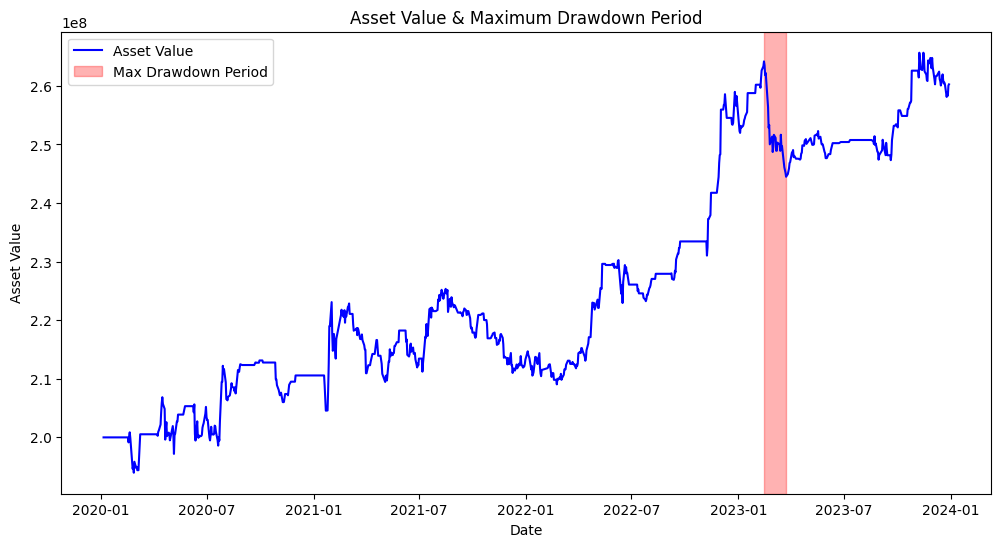 Asset Value & Maximum Drawdown Period
1e8
Asset Value
Max Drawdown Period
2.6
2.5
2.4
2.3
2.2
2.1
2.0
Asset Value
2020-01 2020-07 2021-01 2021-07 2022-01 2022-07 2023-01 2023-07 2024-01
Date